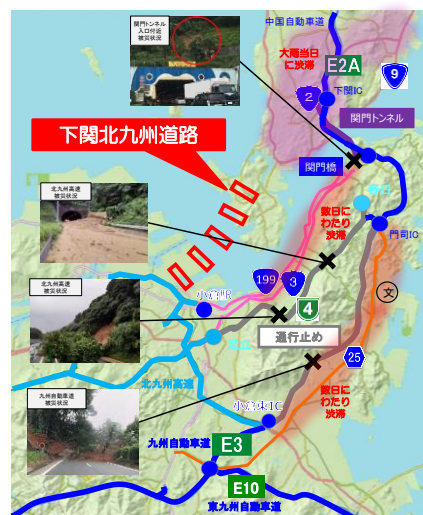 関門トンネル
入口付近
被災状況
中国自動車道
大雨当日
に渋滞
E2A
9
2
下関IC
関門トンネル
下関北九州道路
関門橋
北九州高速
被災状況
数日に
わたり
渋滞
門司IC
199
3
小倉JR
4
文
北九州高速
被災状況
通行止め
25
北九州高速
数日に
わたり
渋滞
九州自動車道
被災状況
小倉東IC
九州自動車道
E3
E10
東九州自動車道